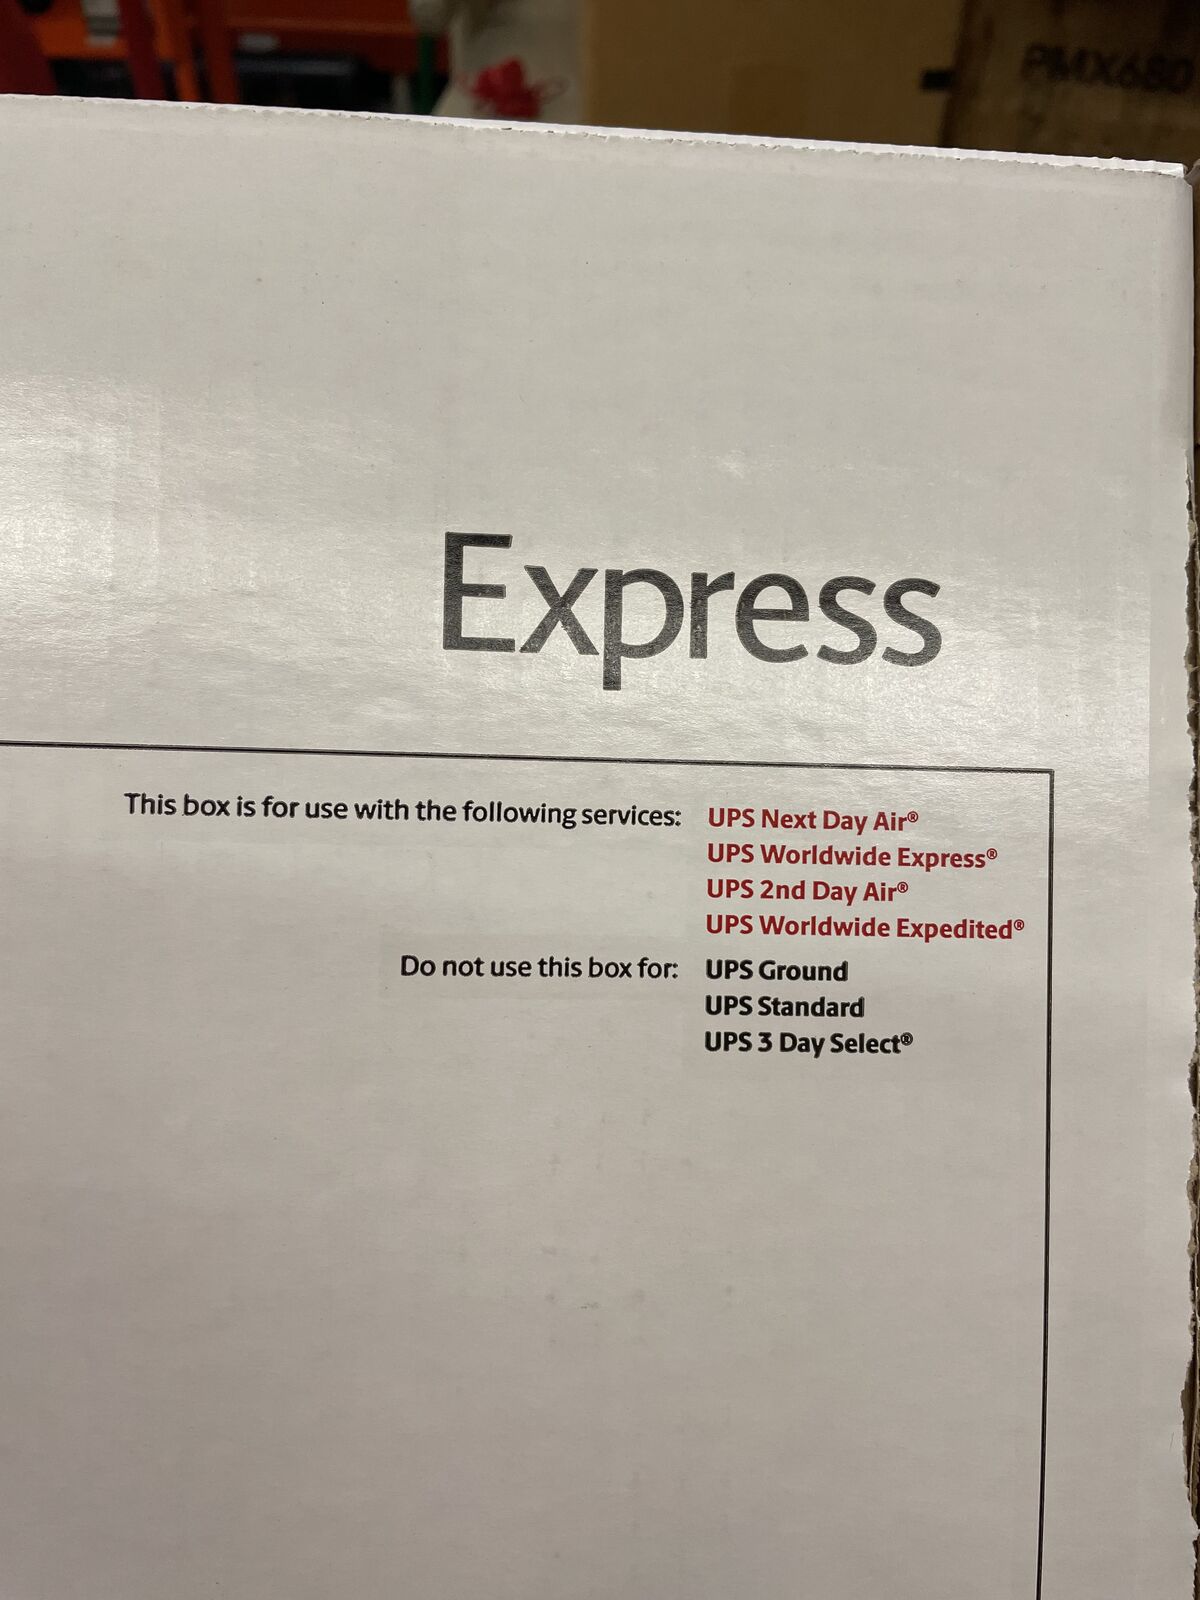 PMX680
Express
This box is for use with the following services: UPS Next Day Air®
UPS Worldwide Express®
UPS 2nd Day Air®
UPS Worldwide Expedited®
Do not use this box for: UPS Ground
UPS Standard
UPS 3 Day Select®